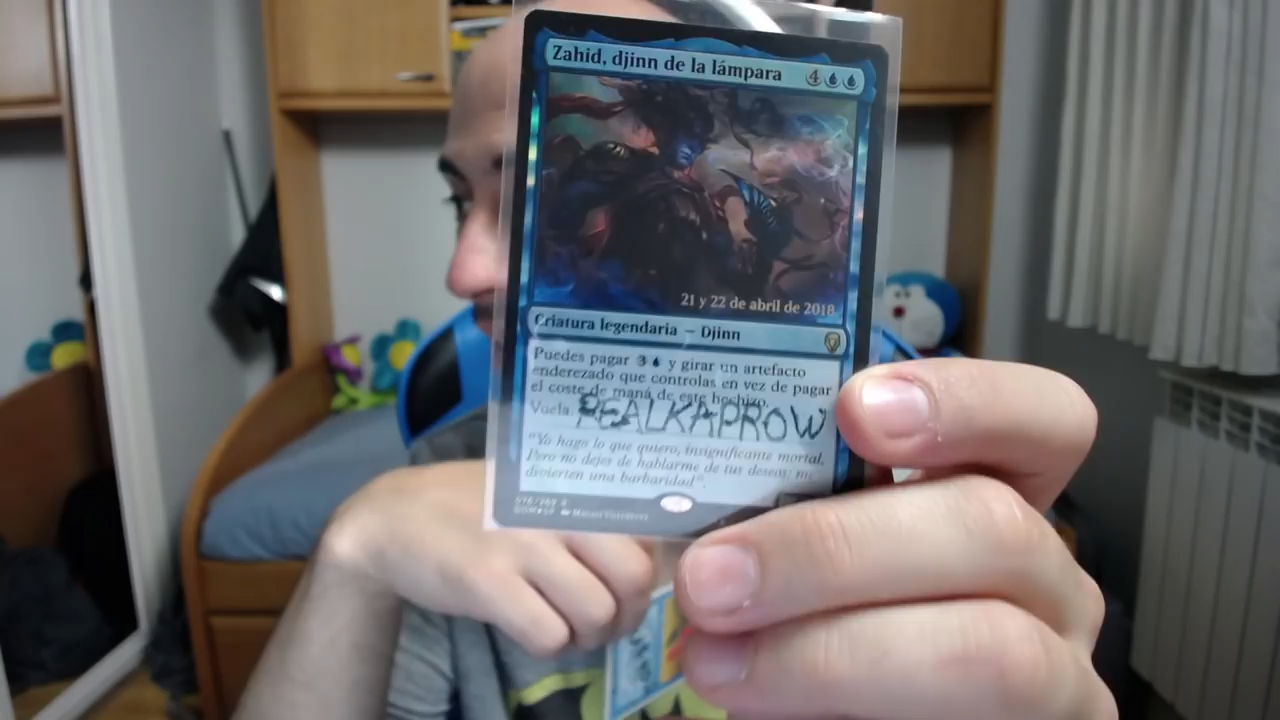 Zahid, djinn de la lámpara 4
21 y 22 de abril de 2018
Criatura legendaria — Djinn
Puedes pagar 3 y girar un artefacto
enderezado que controlas en vez de pagar
el coste de maná de este hechizo.
Vuela.
REALKAPROW
"Yo hago lo que quiero, insignificante mortal.
Pero no dejes de hablarme de tus deseos; me
divierten una barbaridad".